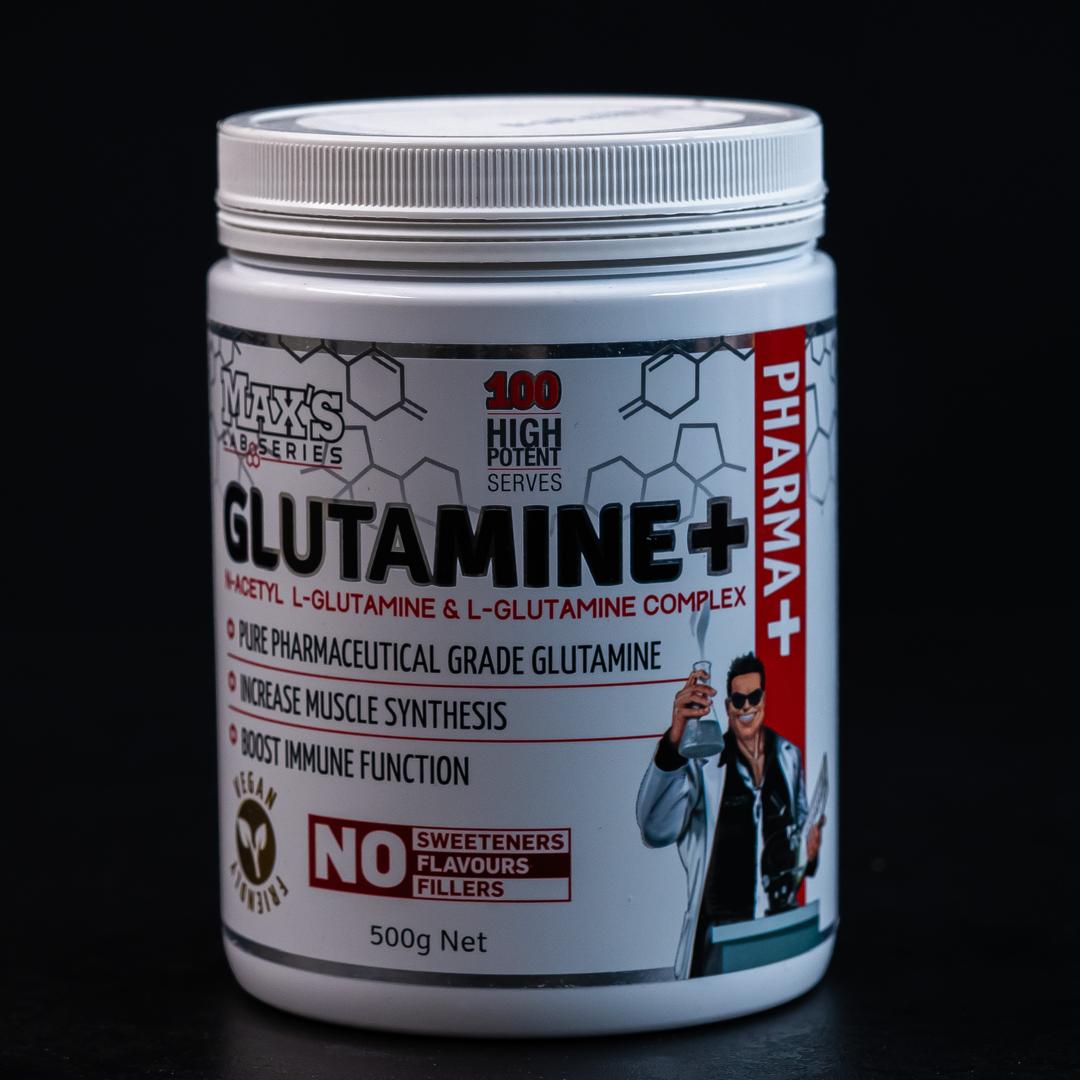 MAX'S
LAB SERIES
100
HIGH
POTENT
SERVES
GLUTAMINE+
N-ACETYL L-GLUTAMINE & L-GLUTAMINE COMPLEX
PURE PHARMACEUTICAL GRADE GLUTAMINE
INCREASE MUSCLE SYNTHESIS
BOOST IMMUNE FUNCTION
VEGAN
FRIENDLY
NO
SWEETENERS
FLAVOURS
FILLERS
500g Net
PHARMA+